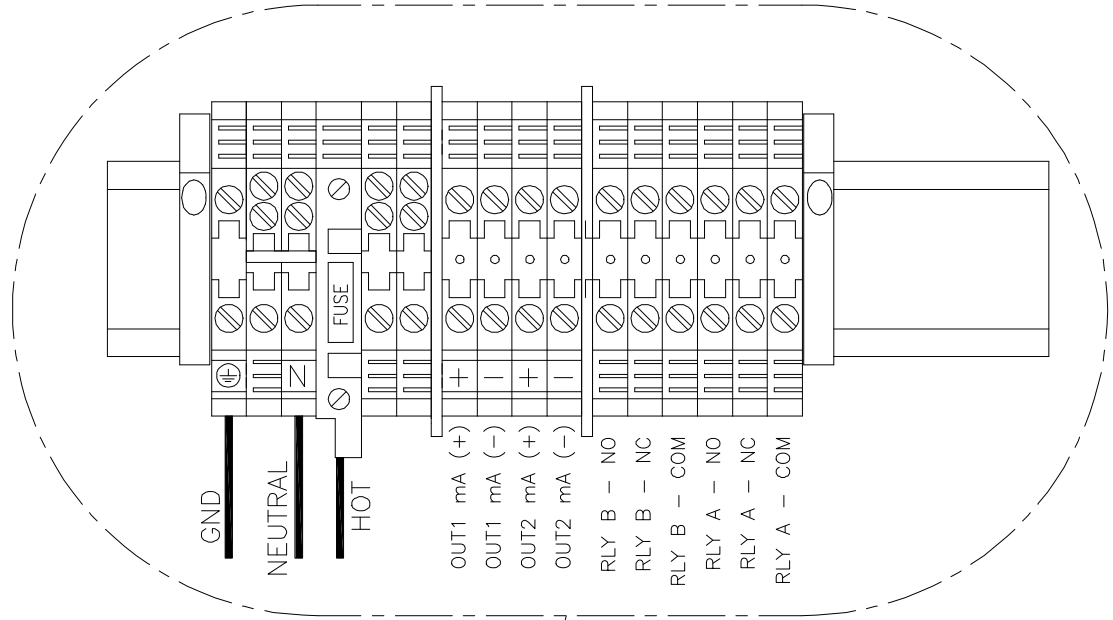 FUSE
+
—
+
—
N
GND
NEUTRAL
HOT
OUT1 mA (+)
OUT1 mA (-)
OUT2 mA (+)
OUT2 mA (-)
RLY B - NO
RLY B - NC
RLY B - COM
RLY A - NO
RLY A - NC
RLY A - COM